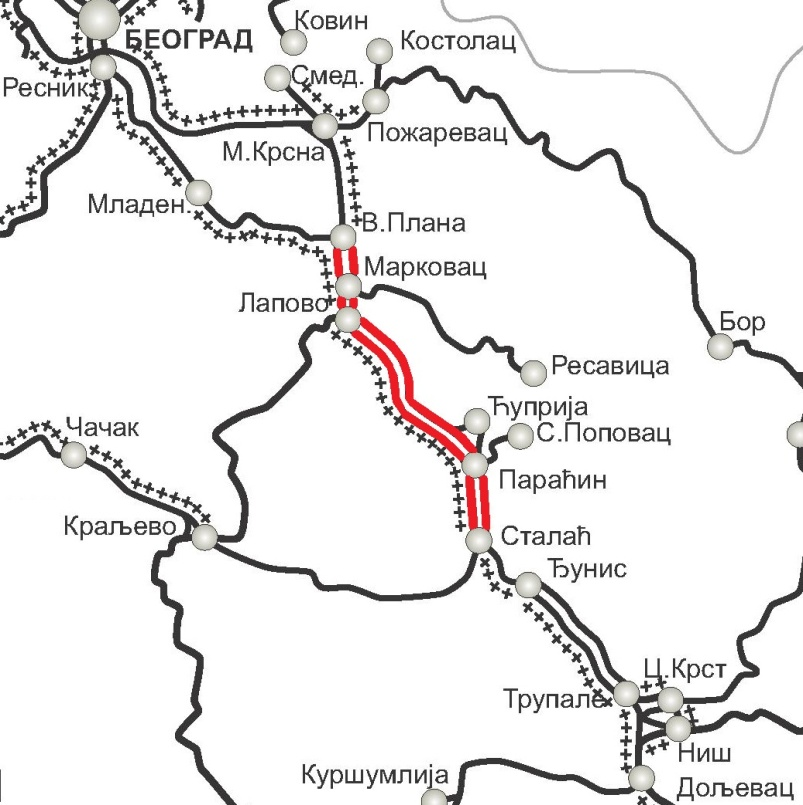 Ковин
БЕОГРАД
Костолац
Смед.
Ресник
Пожаревац
М.Крсна
Младен.
В.Плана
Марковац
Лапово
Бор
Ресавица
Ћуприја
Чачак
С.Поповац
Параћин
Краљево
Сталаћ
Ђунис
Ц.Крст
Трупале
Ниш
Куршумлија
Дољевац